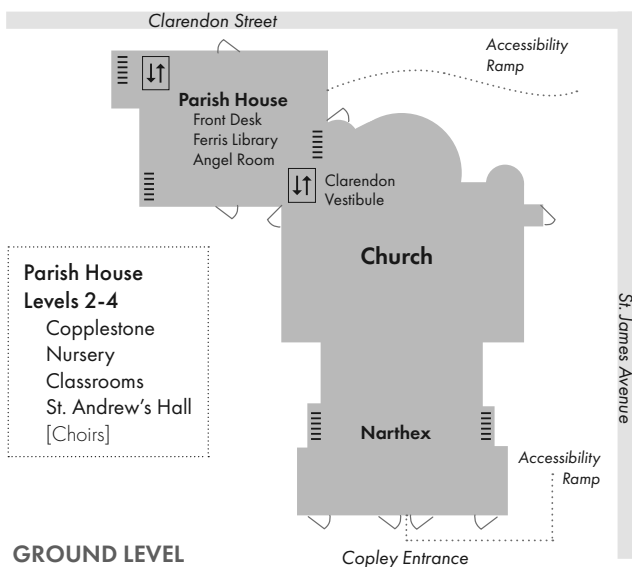 Clarendon Street
Accessibility
Ramp
Parish House
Front Desk
Ferris Library
Angel Room
Clarendon
Vestibule
Church
Parish House
Levels 2-4
Copplestone
Nursery
Classrooms
St. Andrew's Hall
[Choirs]
St. James Avenue
Narthex
Accessibility
Ramp
GROUND LEVEL
Copley Entrance